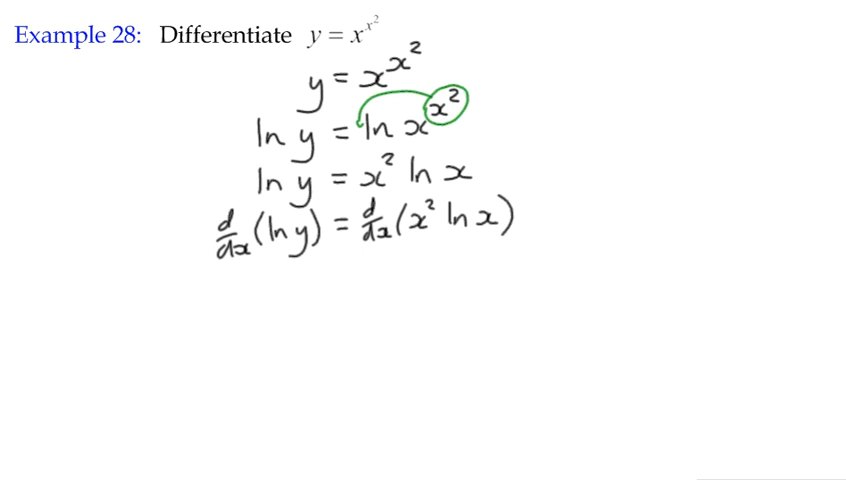 Example 28: Differentiate y = x^{x^2}
y = x^{x^2}
ln y = ln x^{x^2}
ln y = x^2 ln x
d/dx (ln y) = d/dx (x^2 ln x)